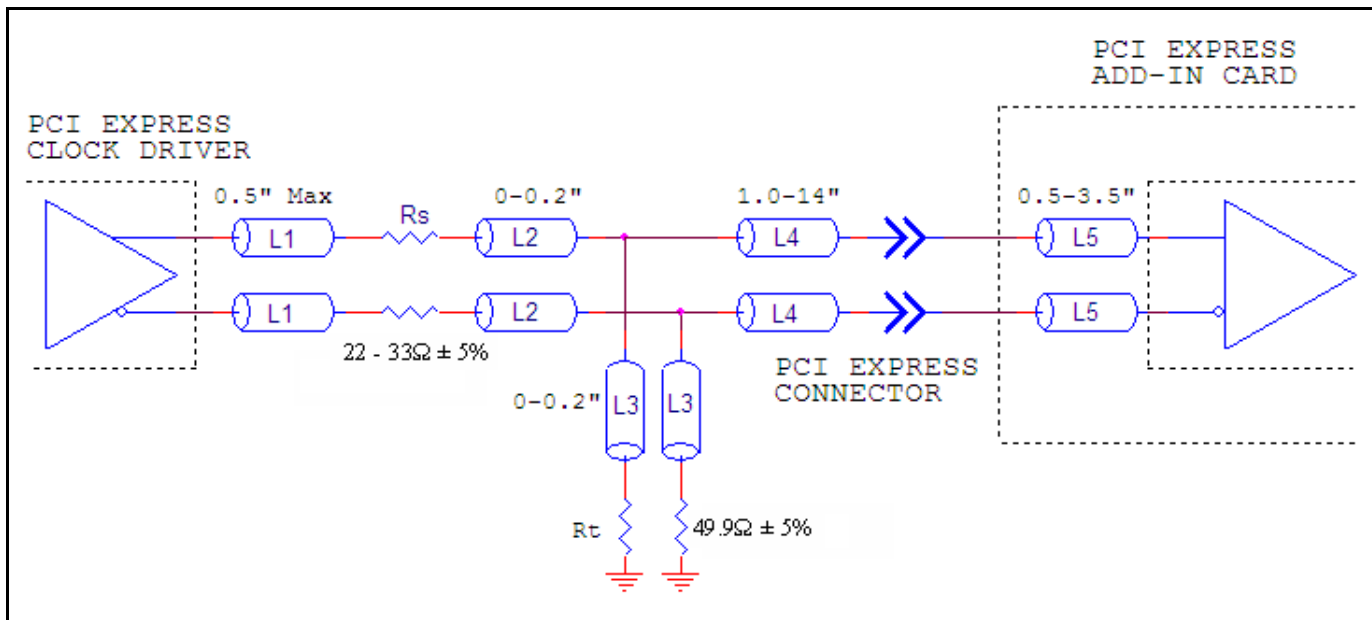 PCI EXPRESS
ADD-IN CARD
PCI EXPRESS
CLOCK DRIVER
0.5" Max
Rs
0-0.2"
1.0-14"
0.5-3.5"
L1
L2
L4
L5
L1
L2
L4
L5
22 - 33Ω ± 5%
PCI EXPRESS
CONNECTOR
0-0.2"
L3
L3
Rt
49.9Ω ± 5%